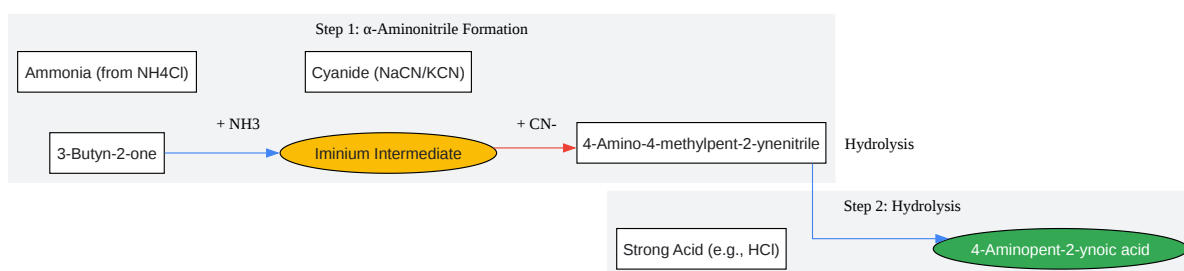 Step 1: α-Aminonitrile Formation
Ammonia (from NH4Cl)
Cyanide (NaCN/KCN)
+ NH3
+ CN-
3-Butyn-2-one
Iminium Intermediate
4-Amino-4-methylpent-2-ynenitrile
Hydrolysis
Step 2: Hydrolysis
Strong Acid (e.g., HCl)
4-Aminopent-2-ynoic acid